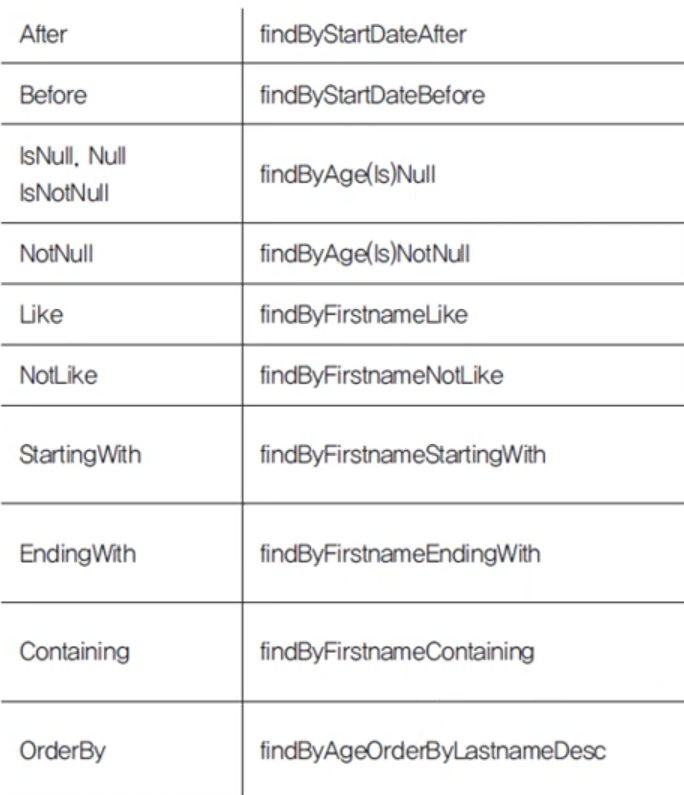 After findByStartDateAfter
Before findByStartDateBefore
IsNull, Null
IsNotNull
findByAge(Is)Null
NotNull findByAge(Is)NotNull
Like findByFirstnameLike
NotLike findByFirstnameNotLike
StartingWith findByFirstnameStartingWith
EndingWith findByFirstnameEndingWith
Containing findByFirstnameContaining
OrderBy findByAgeOrderByLastnameDesc